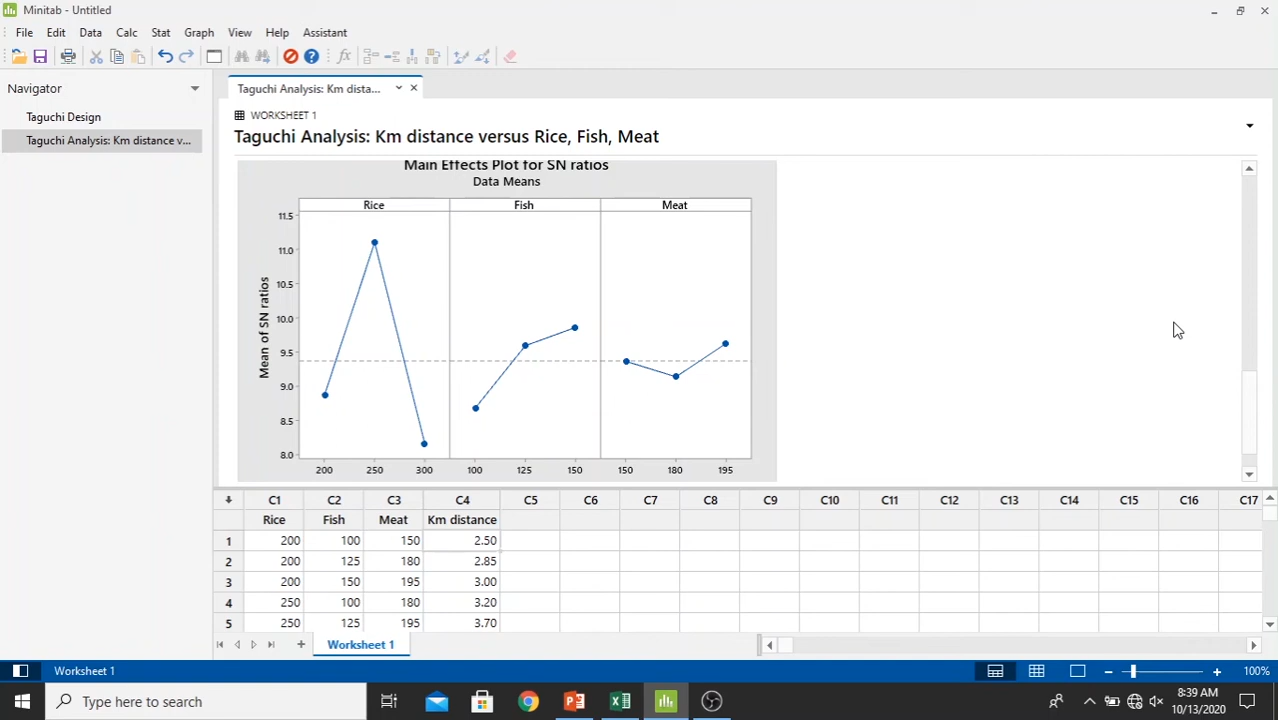 Minitab - Untitled
File Edit Data Calc Stat Graph View Help Assistant
Navigator
Taguchi Analysis: Km dista...
Taguchi Design
Taguchi Analysis: Km distance v...
WORKSHEET 1
Taguchi Analysis: Km distance versus Rice, Fish, Meat
Main Effects Plot for SN ratios
Data Means
Rice Fish Meat
Mean of SN ratios
11.5
11.0
10.5
10.0
9.5
9.0
8.5
8.0
200 250 300 100 125 150 150 180 195
C1 C2 C3 C4 C5 C6 C7 C8 C9 C10 C11 C12 C13 C14 C15 C16 C17
Rice Fish Meat Km distance
1 200 100 150 2.50
2 200 125 180 2.85
3 200 150 195 3.00
4 250 100 180 3.20
5 250 125 195 3.70
Worksheet 1
Worksheet 1
100%
Type here to search
8:39 AM
10/13/2020